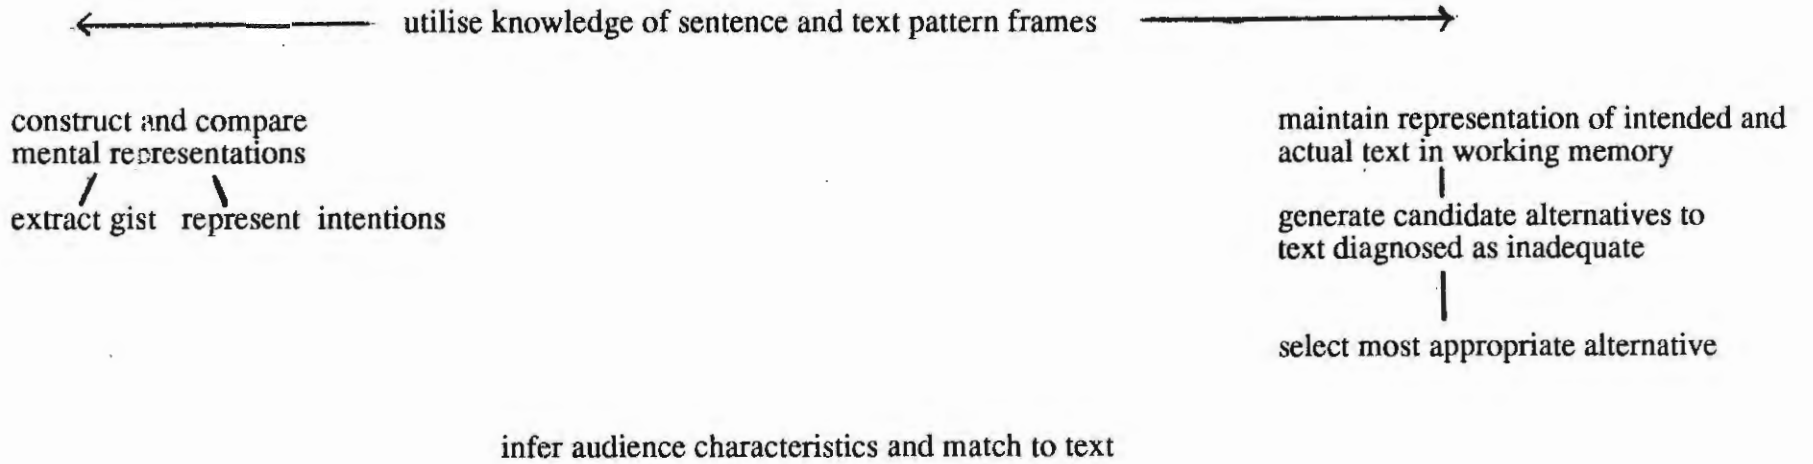 utilise knowledge of sentence and text pattern frames
construct and compare
mental representations
extract gist represent intentions
maintain representation of intended and
actual text in working memory
generate candidate alternatives to
text diagnosed as inadequate
select most appropriate alternative
infer audience characteristics and match to text